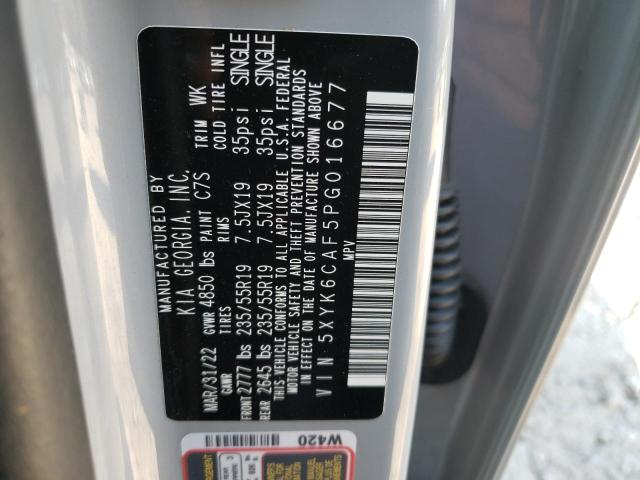 MANUFACTURED BY
KIA GEORGIA, INC.
MAR/31/22 GVWR 4850 lbs PAINT C7S TRIM WK
GAWR TIRES RIMS COLD TIRE INFL
FRONT 2777 lbs 235/55R19 7.5JX19 35psi SINGLE
REAR 2645 lbs 235/55R19 7.5JX19 35psi SINGLE
THIS VEHICLE CONFORMS TO ALL APPLICABLE U.S.A. FEDERAL
MOTOR VEHICLE SAFETY AND THEFT PREVENTION STANDARDS
IN EFFECT ON THE DATE OF MANUFACTURE SHOWN ABOVE
VIN 5XYK6CAF5PG016677
MPV
W420